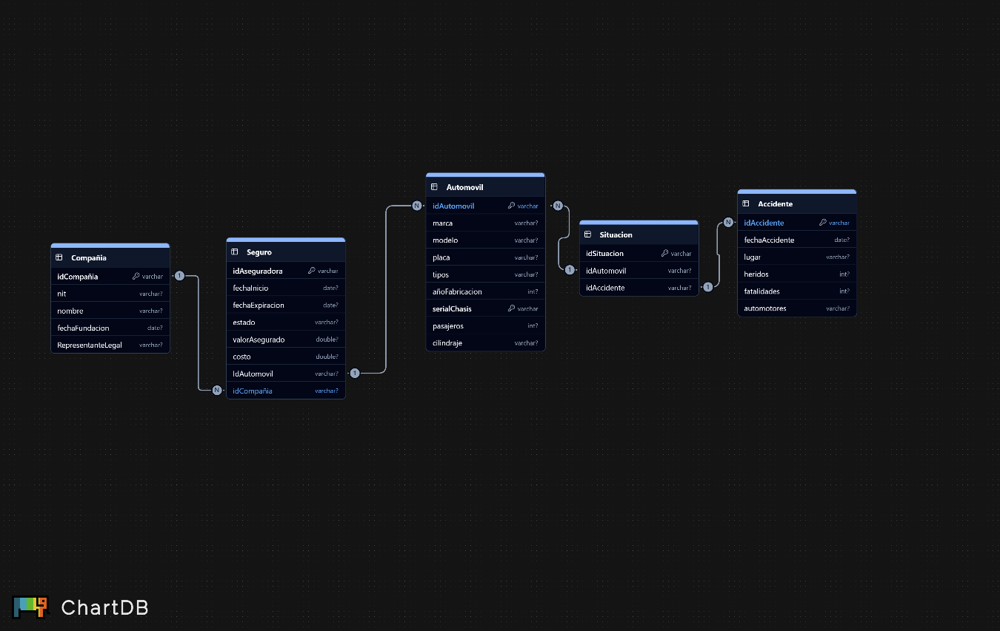 Compañia
idCompañia varchar
nit varchar?
nombre varchar?
fechaFundacion date?
RepresentanteLegal varchar?
1
N
Seguro
idAseguradora varchar
fechaInicio date?
fechaExpiracion date?
estado varchar?
valorAsegurado double?
costo double?
IdAutomovil varchar?
idCompañia varchar?
1
N
Automovil
idAutomovil varchar
marca varchar?
modelo varchar?
placa varchar?
tipos varchar?
añoFabricacion int?
serialChasis varchar
pasajeros int?
cilindraje varchar?
N
1
Situacion
idSituacion varchar
idAutomovil varchar?
idAccidente varchar?
1
N
Accidente
idAccidente varchar
fechaAccidente date?
lugar varchar?
heridos int?
fatalidades int?
automotores varchar?
ChartDB